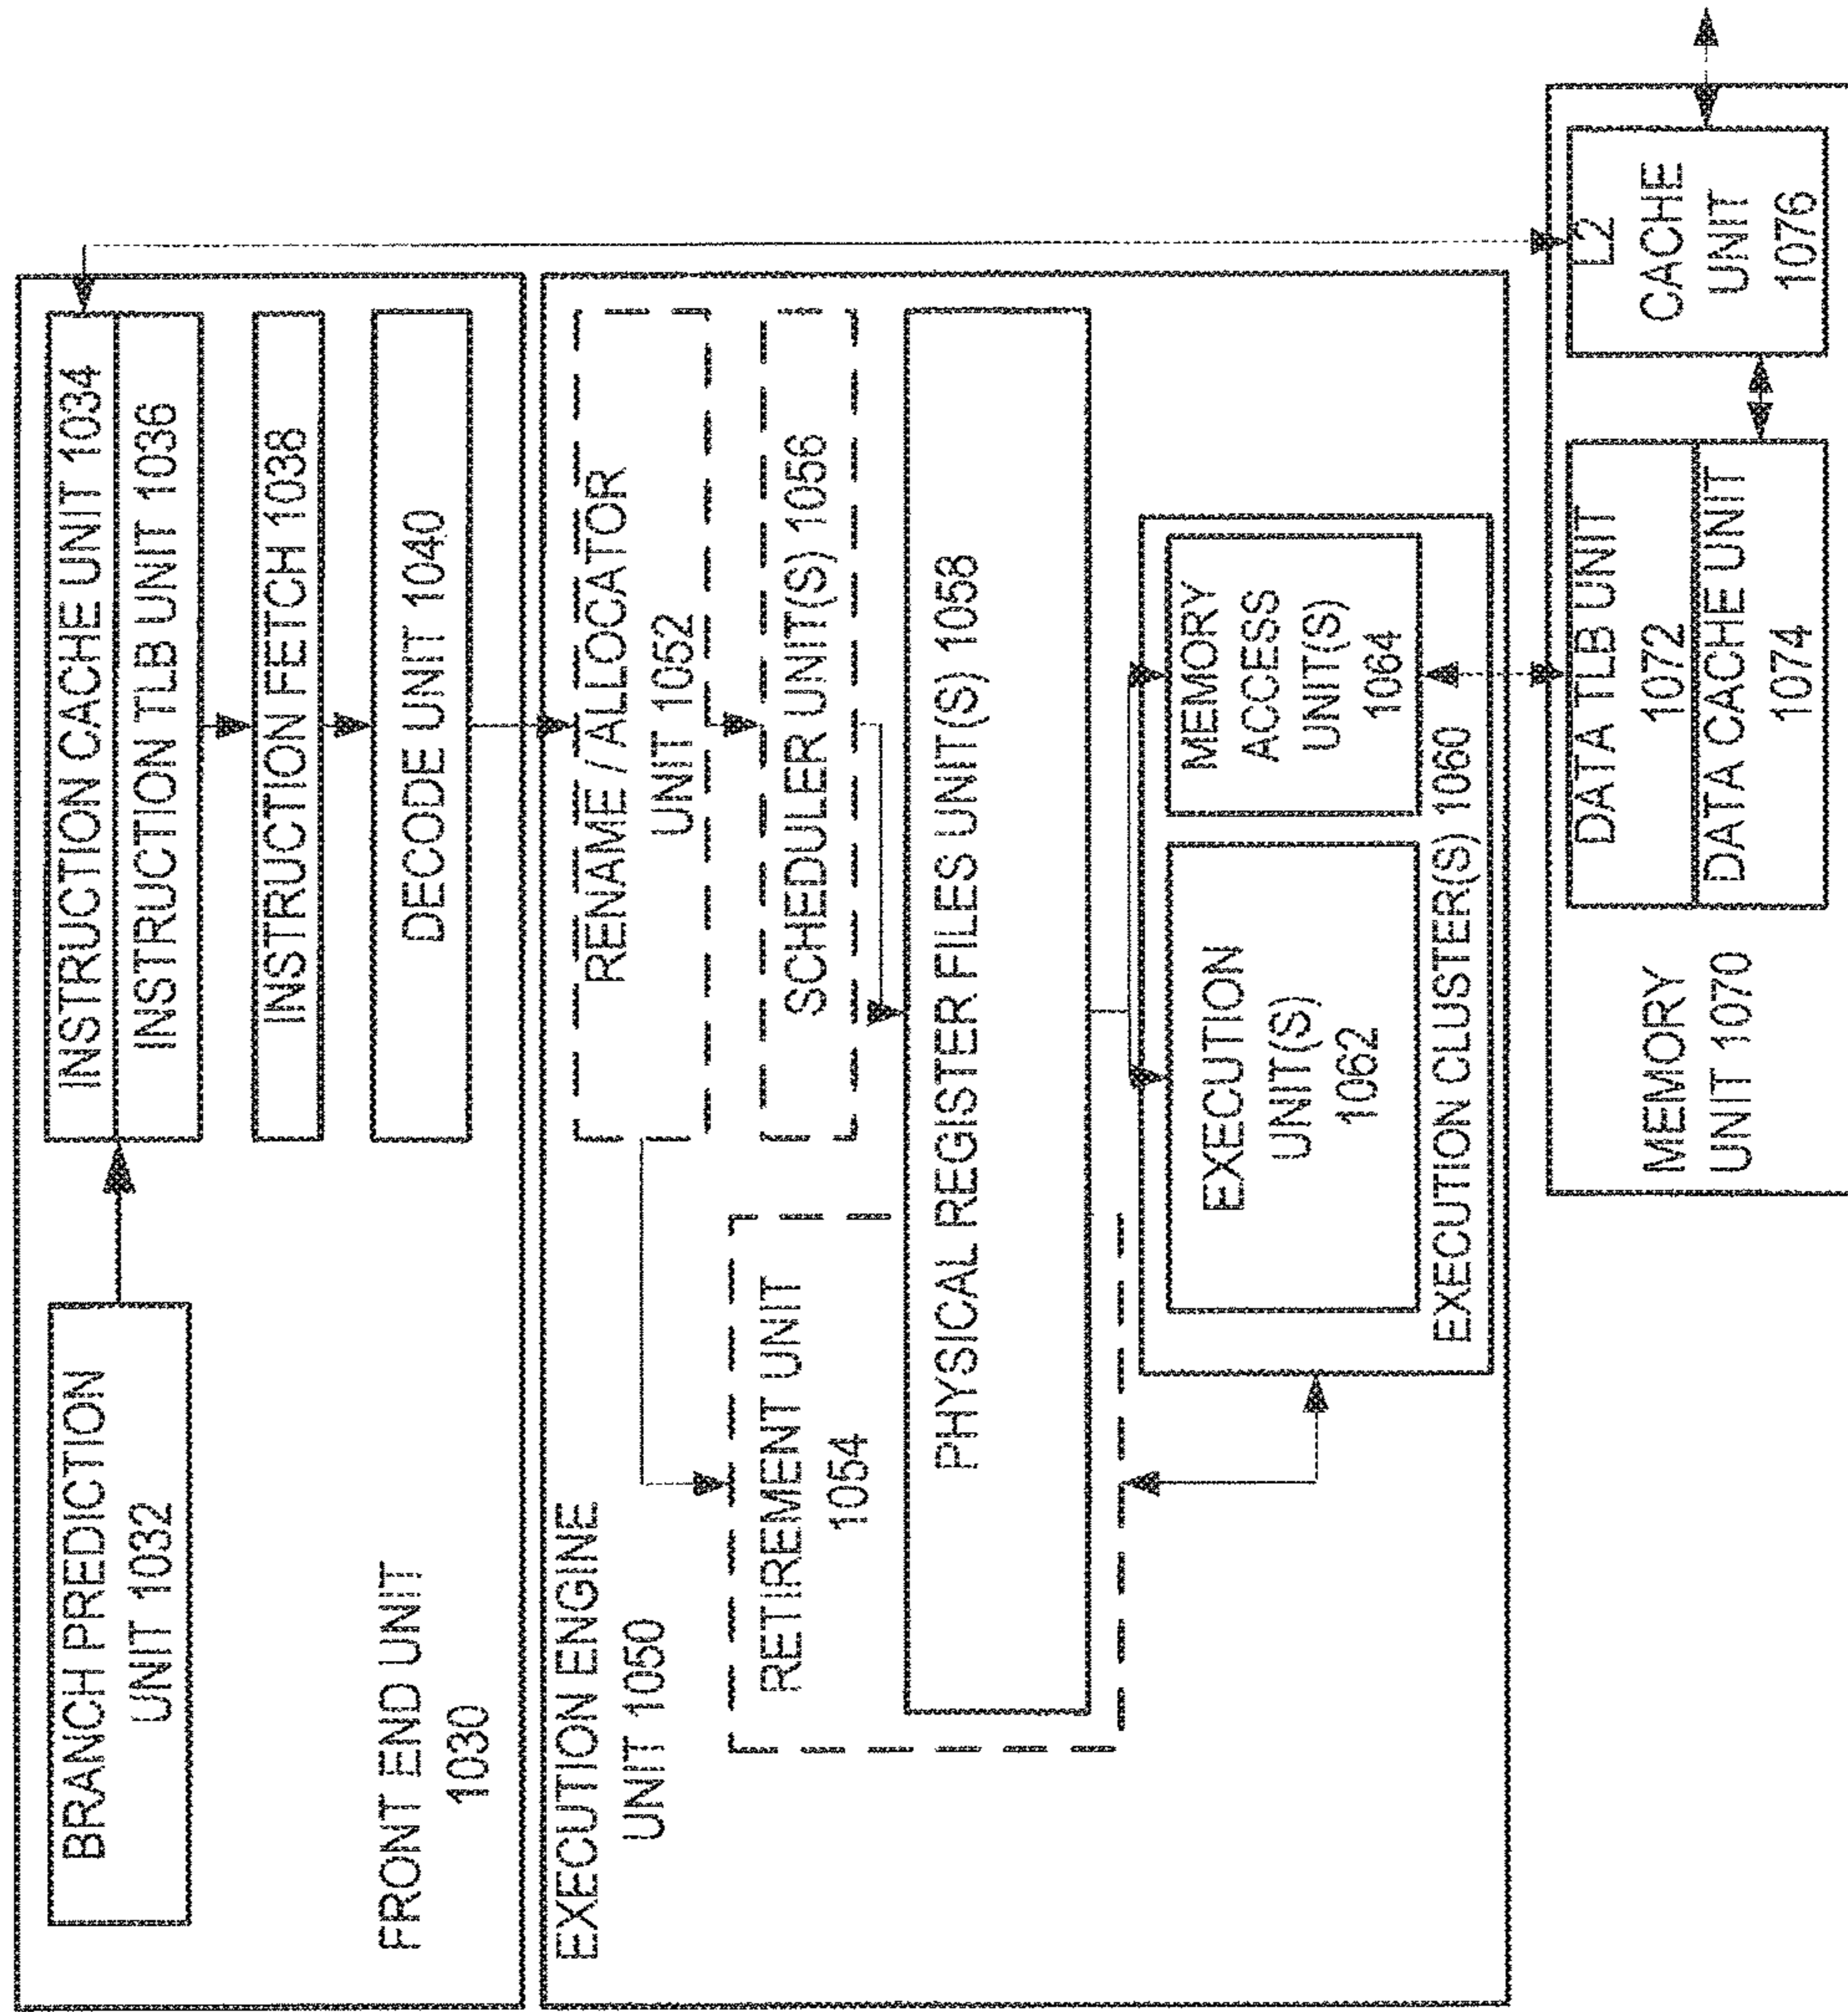 BRANCH PREDICTION
UNIT 1032
INSTRUCTION CACHE UNIT 1034
INSTRUCTION TLB UNIT 1036
INSTRUCTION FETCH 1038
DECODE UNIT 1040
FRONT END UNIT
1030
EXECUTION ENGINE
UNIT 1050
RENAME / ALLOCATOR
UNIT 1052
SCHEDULER UNIT(S) 1056
RETIREMENT UNIT
1054
PHYSICAL REGISTER FILES UNIT(S) 1058
EXECUTION
UNIT(S)
1062
MEMORY
ACCESS
UNIT(S)
1064
EXECUTION CLUSTER(S) 1060
MEMORY
UNIT 1070
DATA TLB UNIT
1072
DATA CACHE UNIT
1074
L2
CACHE
UNIT
1076